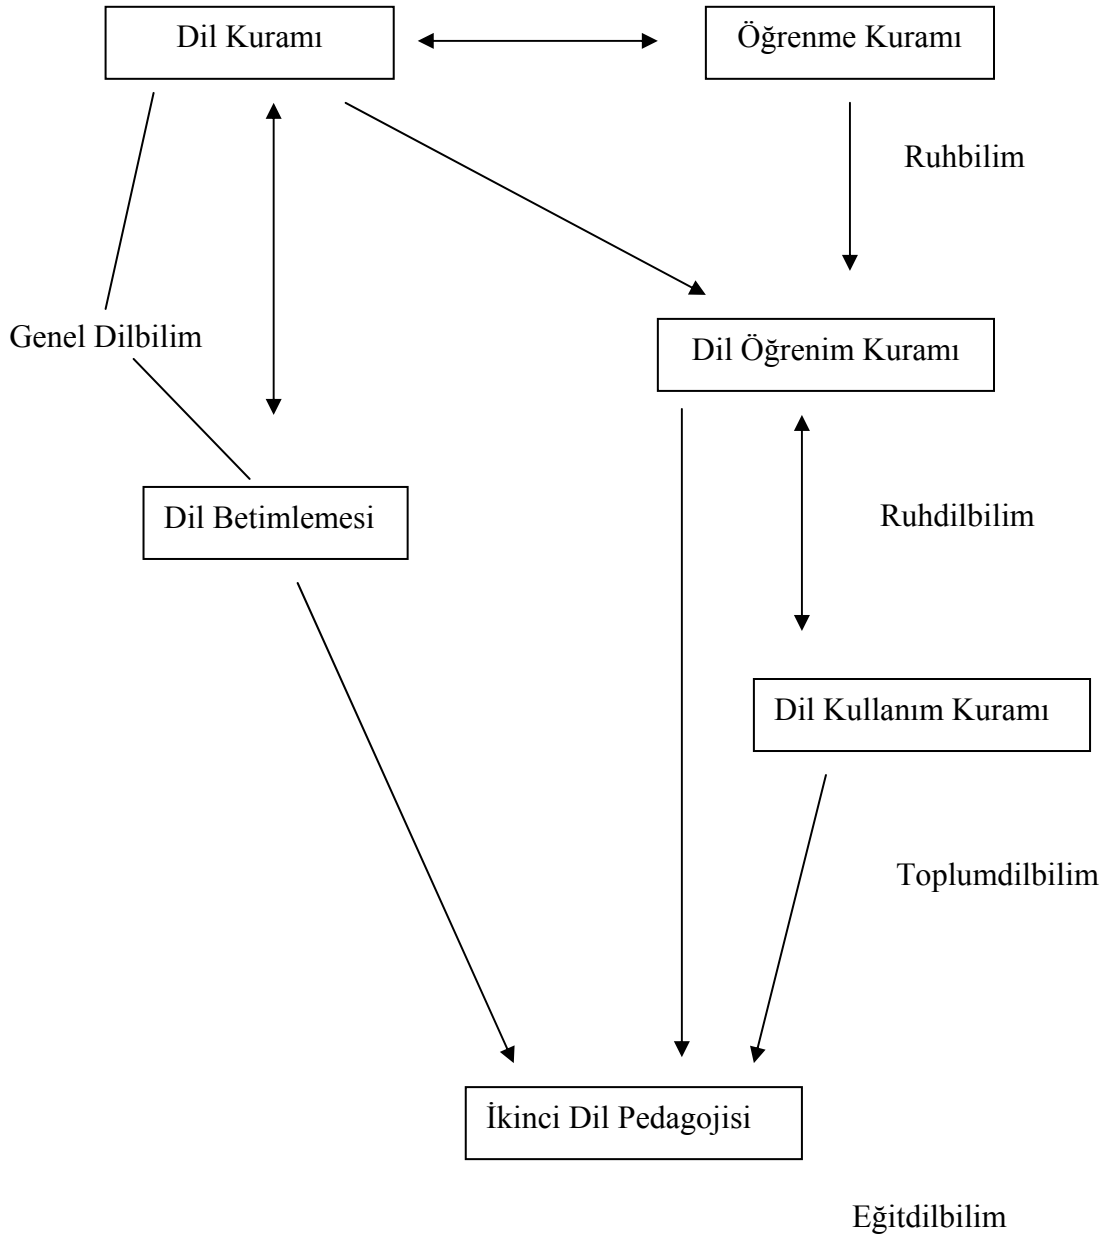 Dil Kuramı
Öğrenme Kuramı
Ruhbilim
Genel Dilbilim
Dil Öğrenim Kuramı
Dil Betimlemesi
Ruhdilbilim
Dil Kullanım Kuramı
Toplumdilbilim
İkinci Dil Pedagojisi
Eğitdilbilim